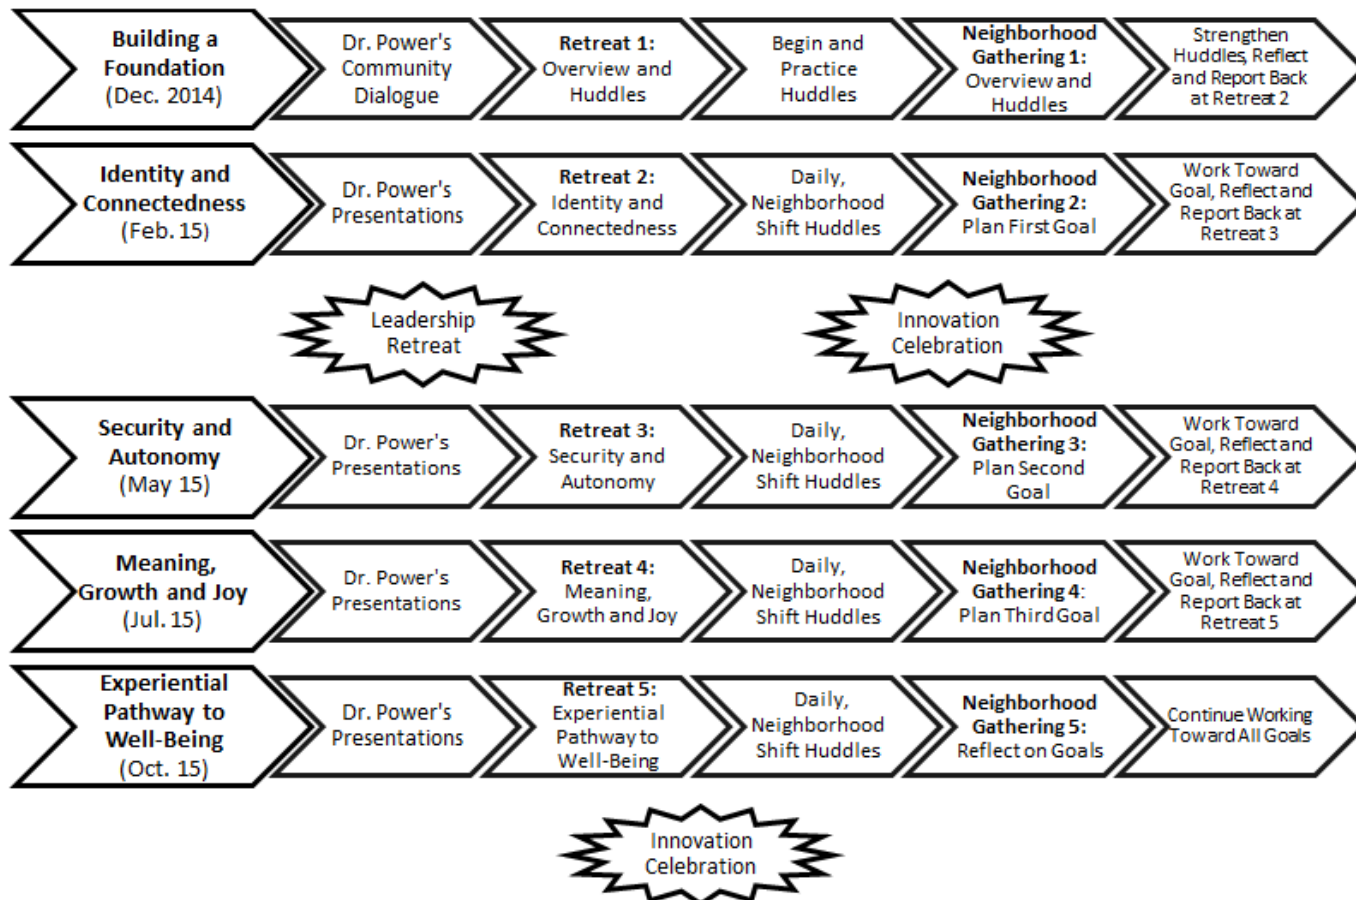 Building a
Foundation
(Dec. 2014)
Dr. Power's
Community
Dialogue
Retreat 1:
Overview and
Huddles
Begin and
Practice
Huddles
Neighborhood
Gathering 1:
Overview and
Huddles
Strengthen
Huddles, Reflect
and Report Back
at Retreat 2
Identity and
Connectedness
(Feb. 15)
Dr. Power's
Presentations
Retreat 2:
Identity and
Connectedness
Daily,
Neighborhood
Shift Huddles
Neighborhood
Gathering 2:
Plan First Goal
Work Toward
Goal, Reflect and
Report Back at
Retreat 3
Leadership
Retreat
Innovation
Celebration
Security and
Autonomy
(May 15)
Dr. Power's
Presentations
Retreat 3:
Security and
Autonomy
Daily,
Neighborhood
Shift Huddles
Neighborhood
Gathering 3:
Plan Second
Goal
Work Toward
Goal, Reflect and
Report Back at
Retreat 4
Meaning,
Growth and Joy
(Jul. 15)
Dr. Power's
Presentations
Retreat 4:
Meaning,
Growth and Joy
Daily,
Neighborhood
Shift Huddles
Neighborhood
Gathering 4:
Plan Third Goal
Work Toward
Goal, Reflect and
Report Back at
Retreat 5
Experiential
Pathway to
Well-Being
(Oct. 15)
Dr. Power's
Presentations
Retreat 5:
Experiential
Pathway to
Well-Being
Daily,
Neighborhood
Shift Huddles
Neighborhood
Gathering 5:
Reflect on Goals
Continue Working
Toward All Goals
Innovation
Celebration